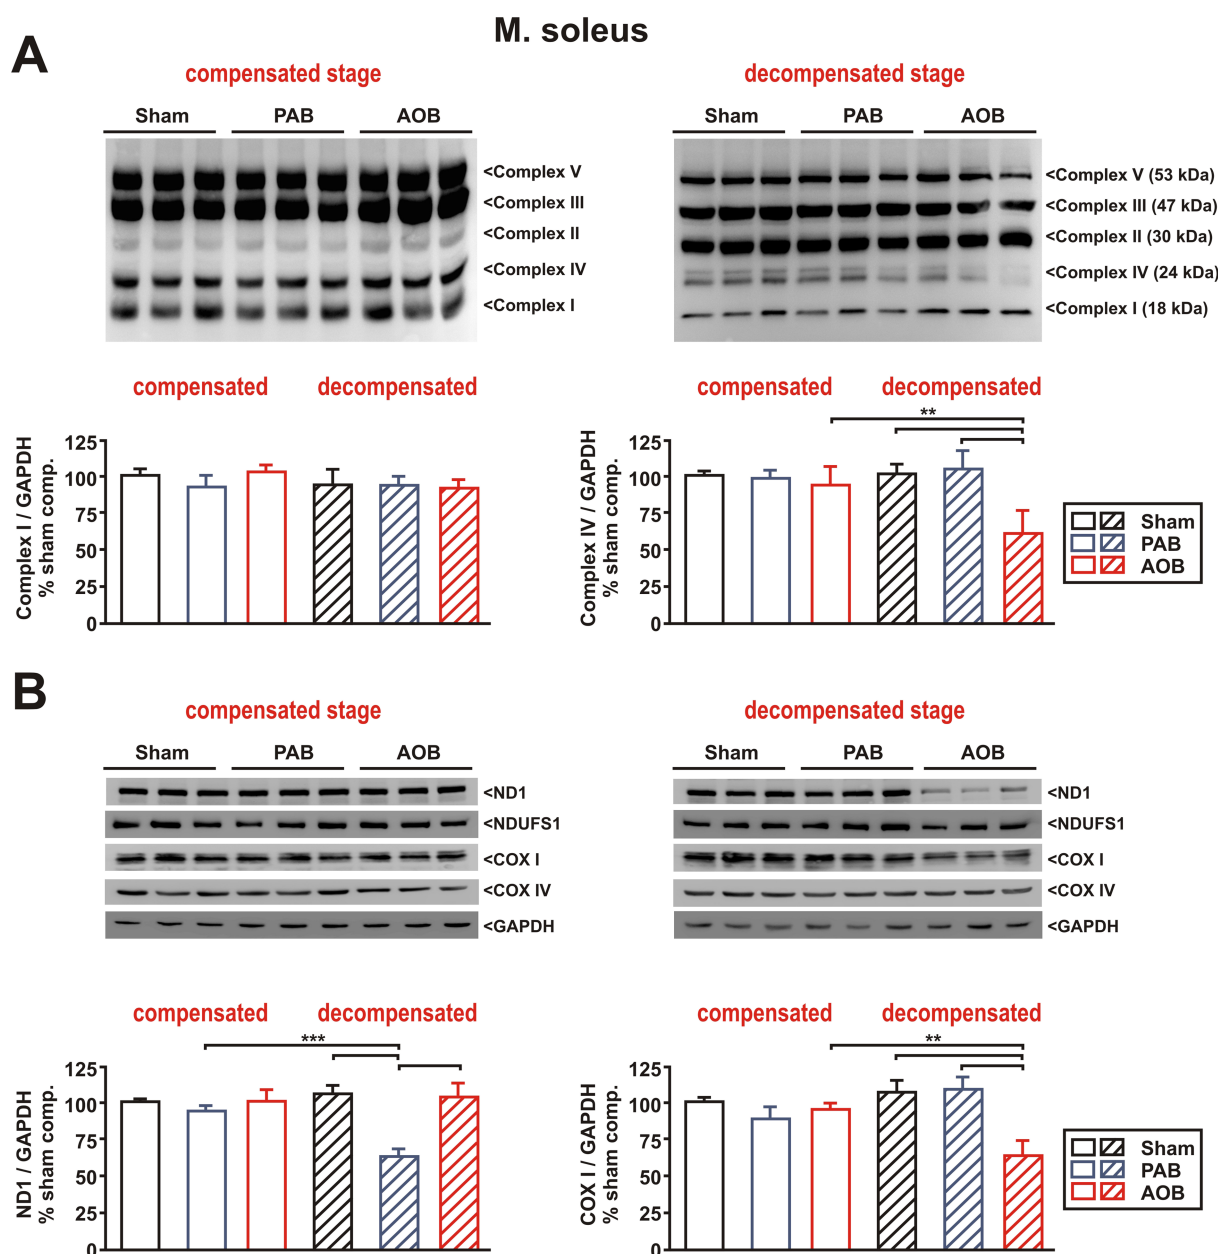 M. soleus
A
compensated stage
decompensated stage
Sham PAB AOB
Sham PAB AOB
<Complex V
<Complex III
<Complex II
<Complex IV
<Complex I
<Complex V (53 kDa)
<Complex III (47 kDa)
<Complex II (30 kDa)
<Complex IV (24 kDa)
<Complex I (18 kDa)
compensated decompensated
Complex I / GAPDH
% sham comp.
125
100
75
50
25
0
compensated decompensated
**
Complex IV / GAPDH
% sham comp.
125
100
75
50
25
0
Sham
PAB
AOB
B
compensated stage
decompensated stage
Sham PAB AOB
Sham PAB AOB
<ND1
<NDUFS1
<COX I
<COX IV
<GAPDH
<ND1
<NDUFS1
<COX I
<COX IV
<GAPDH
compensated decompensated
***
ND1 / GAPDH
% sham comp.
125
100
75
50
25
0
compensated decompensated
**
COX I / GAPDH
% sham comp.
125
100
75
50
25
0
Sham
PAB
AOB